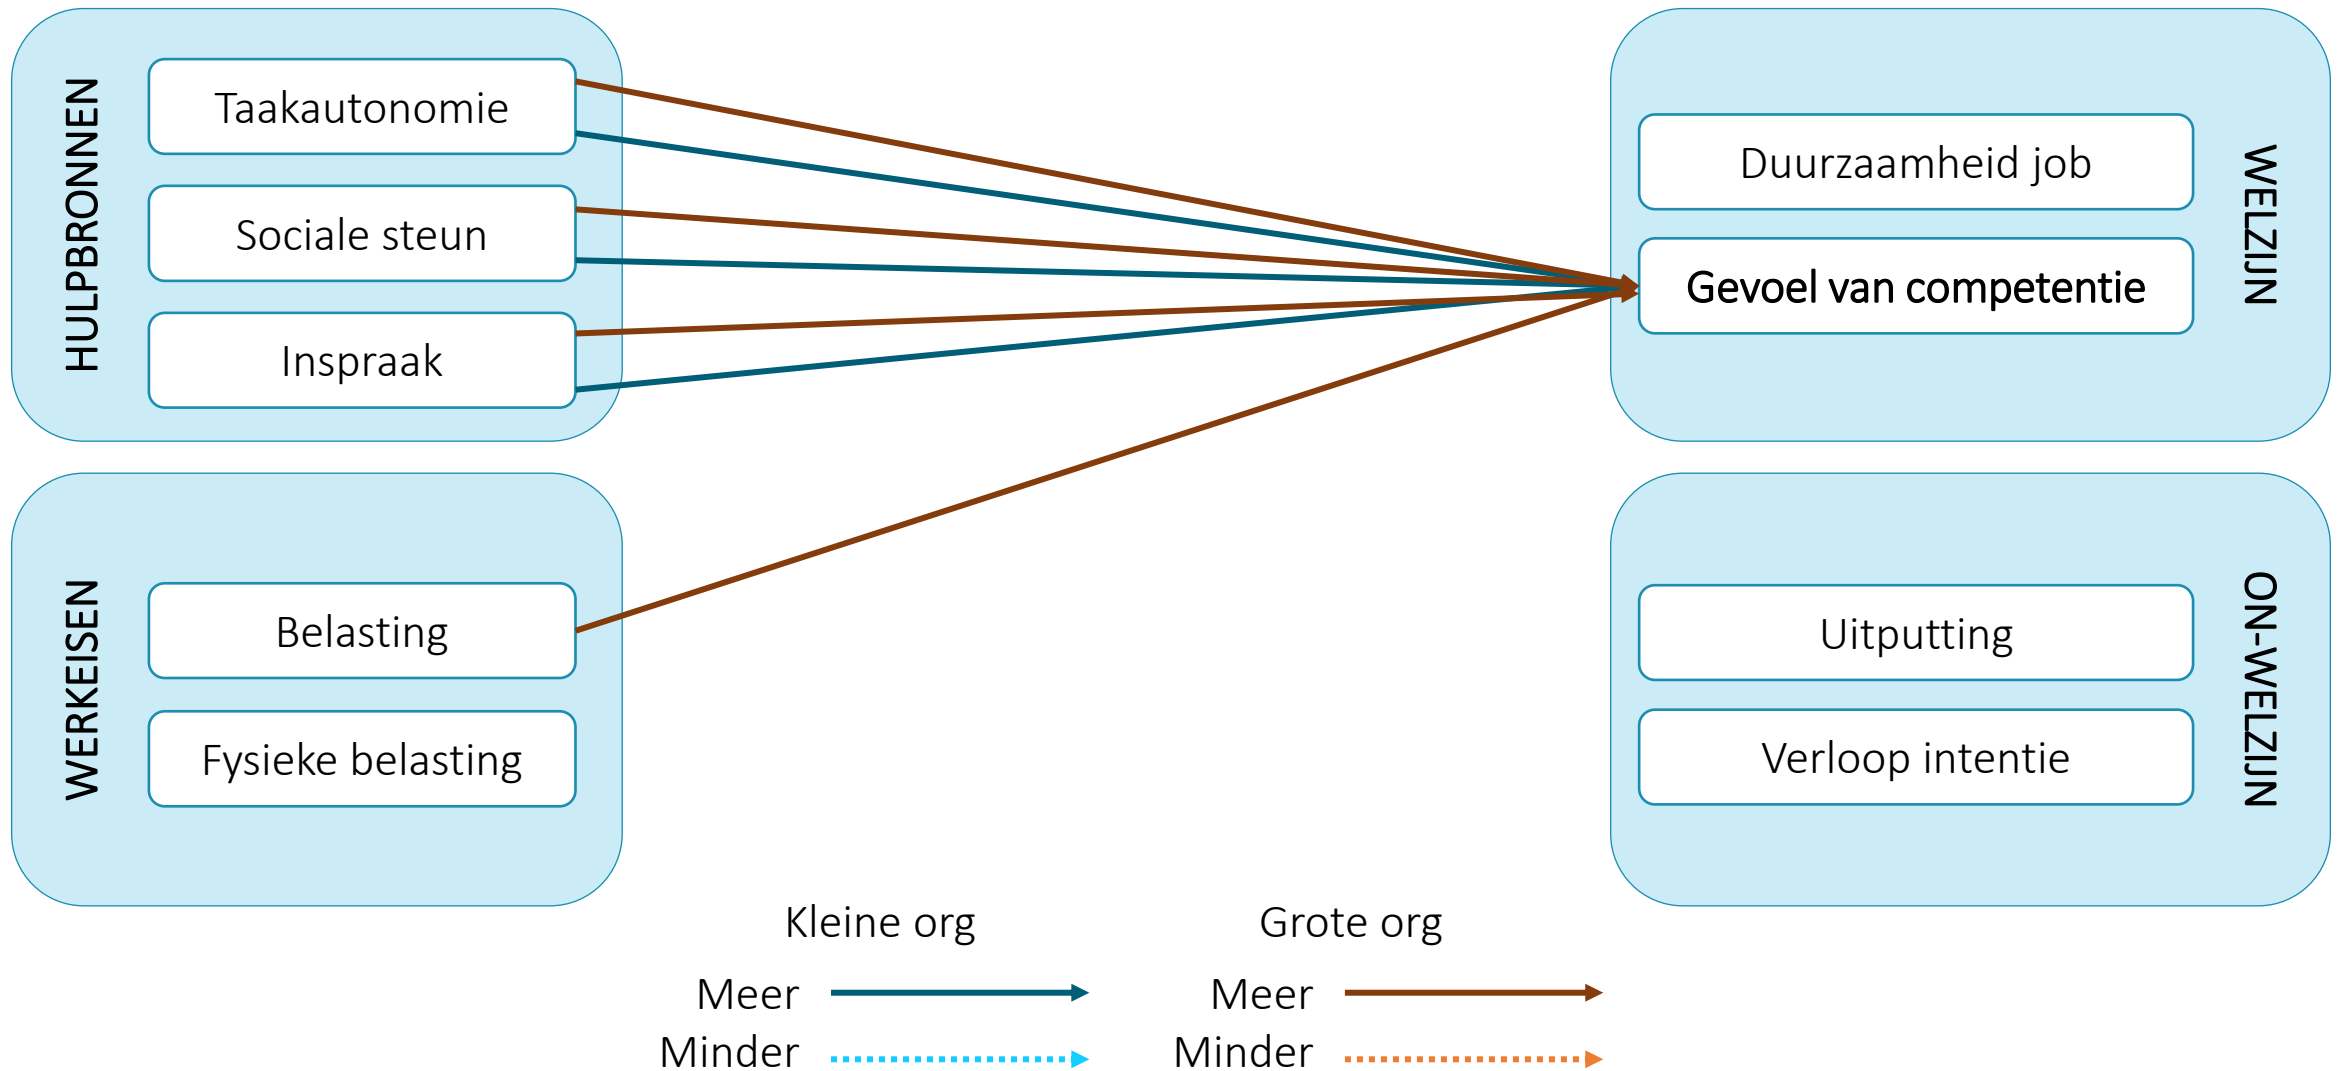 HULPBRONNEN
Taakautonomie
Sociale steun
Inspraak
WELZIJN
Duurzaamheid job
Gevoel van competentie
WERKEISEN
Belasting
Fysieke belasting
ON-WELZIJN
Uitputting
Verloop intentie
Kleine org
Meer
Minder
Grote org
Meer
Minder